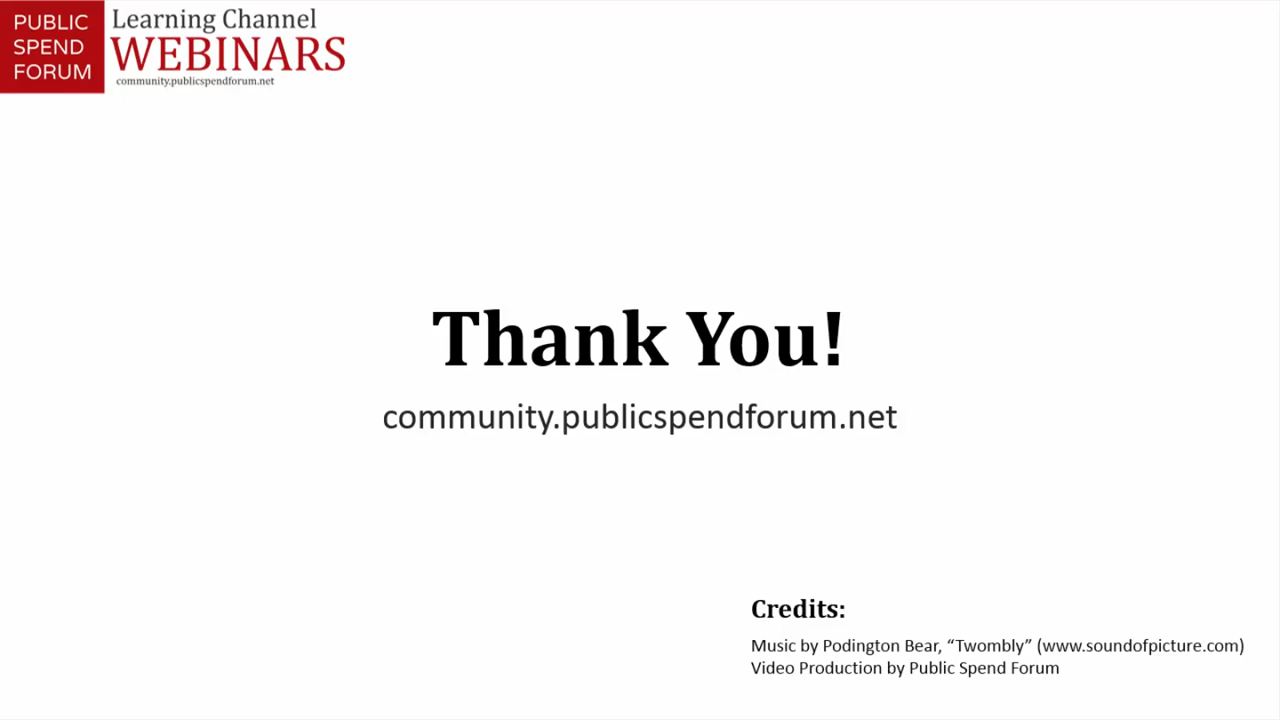 PUBLIC
SPEND
FORUM
Learning Channel
WEBINARS
community.publicspendforum.net
Thank You!
community.publicspendforum.net
Credits:
Music by Podington Bear, “Twombly” (www.soundofpicture.com)
Video Production by Public Spend Forum